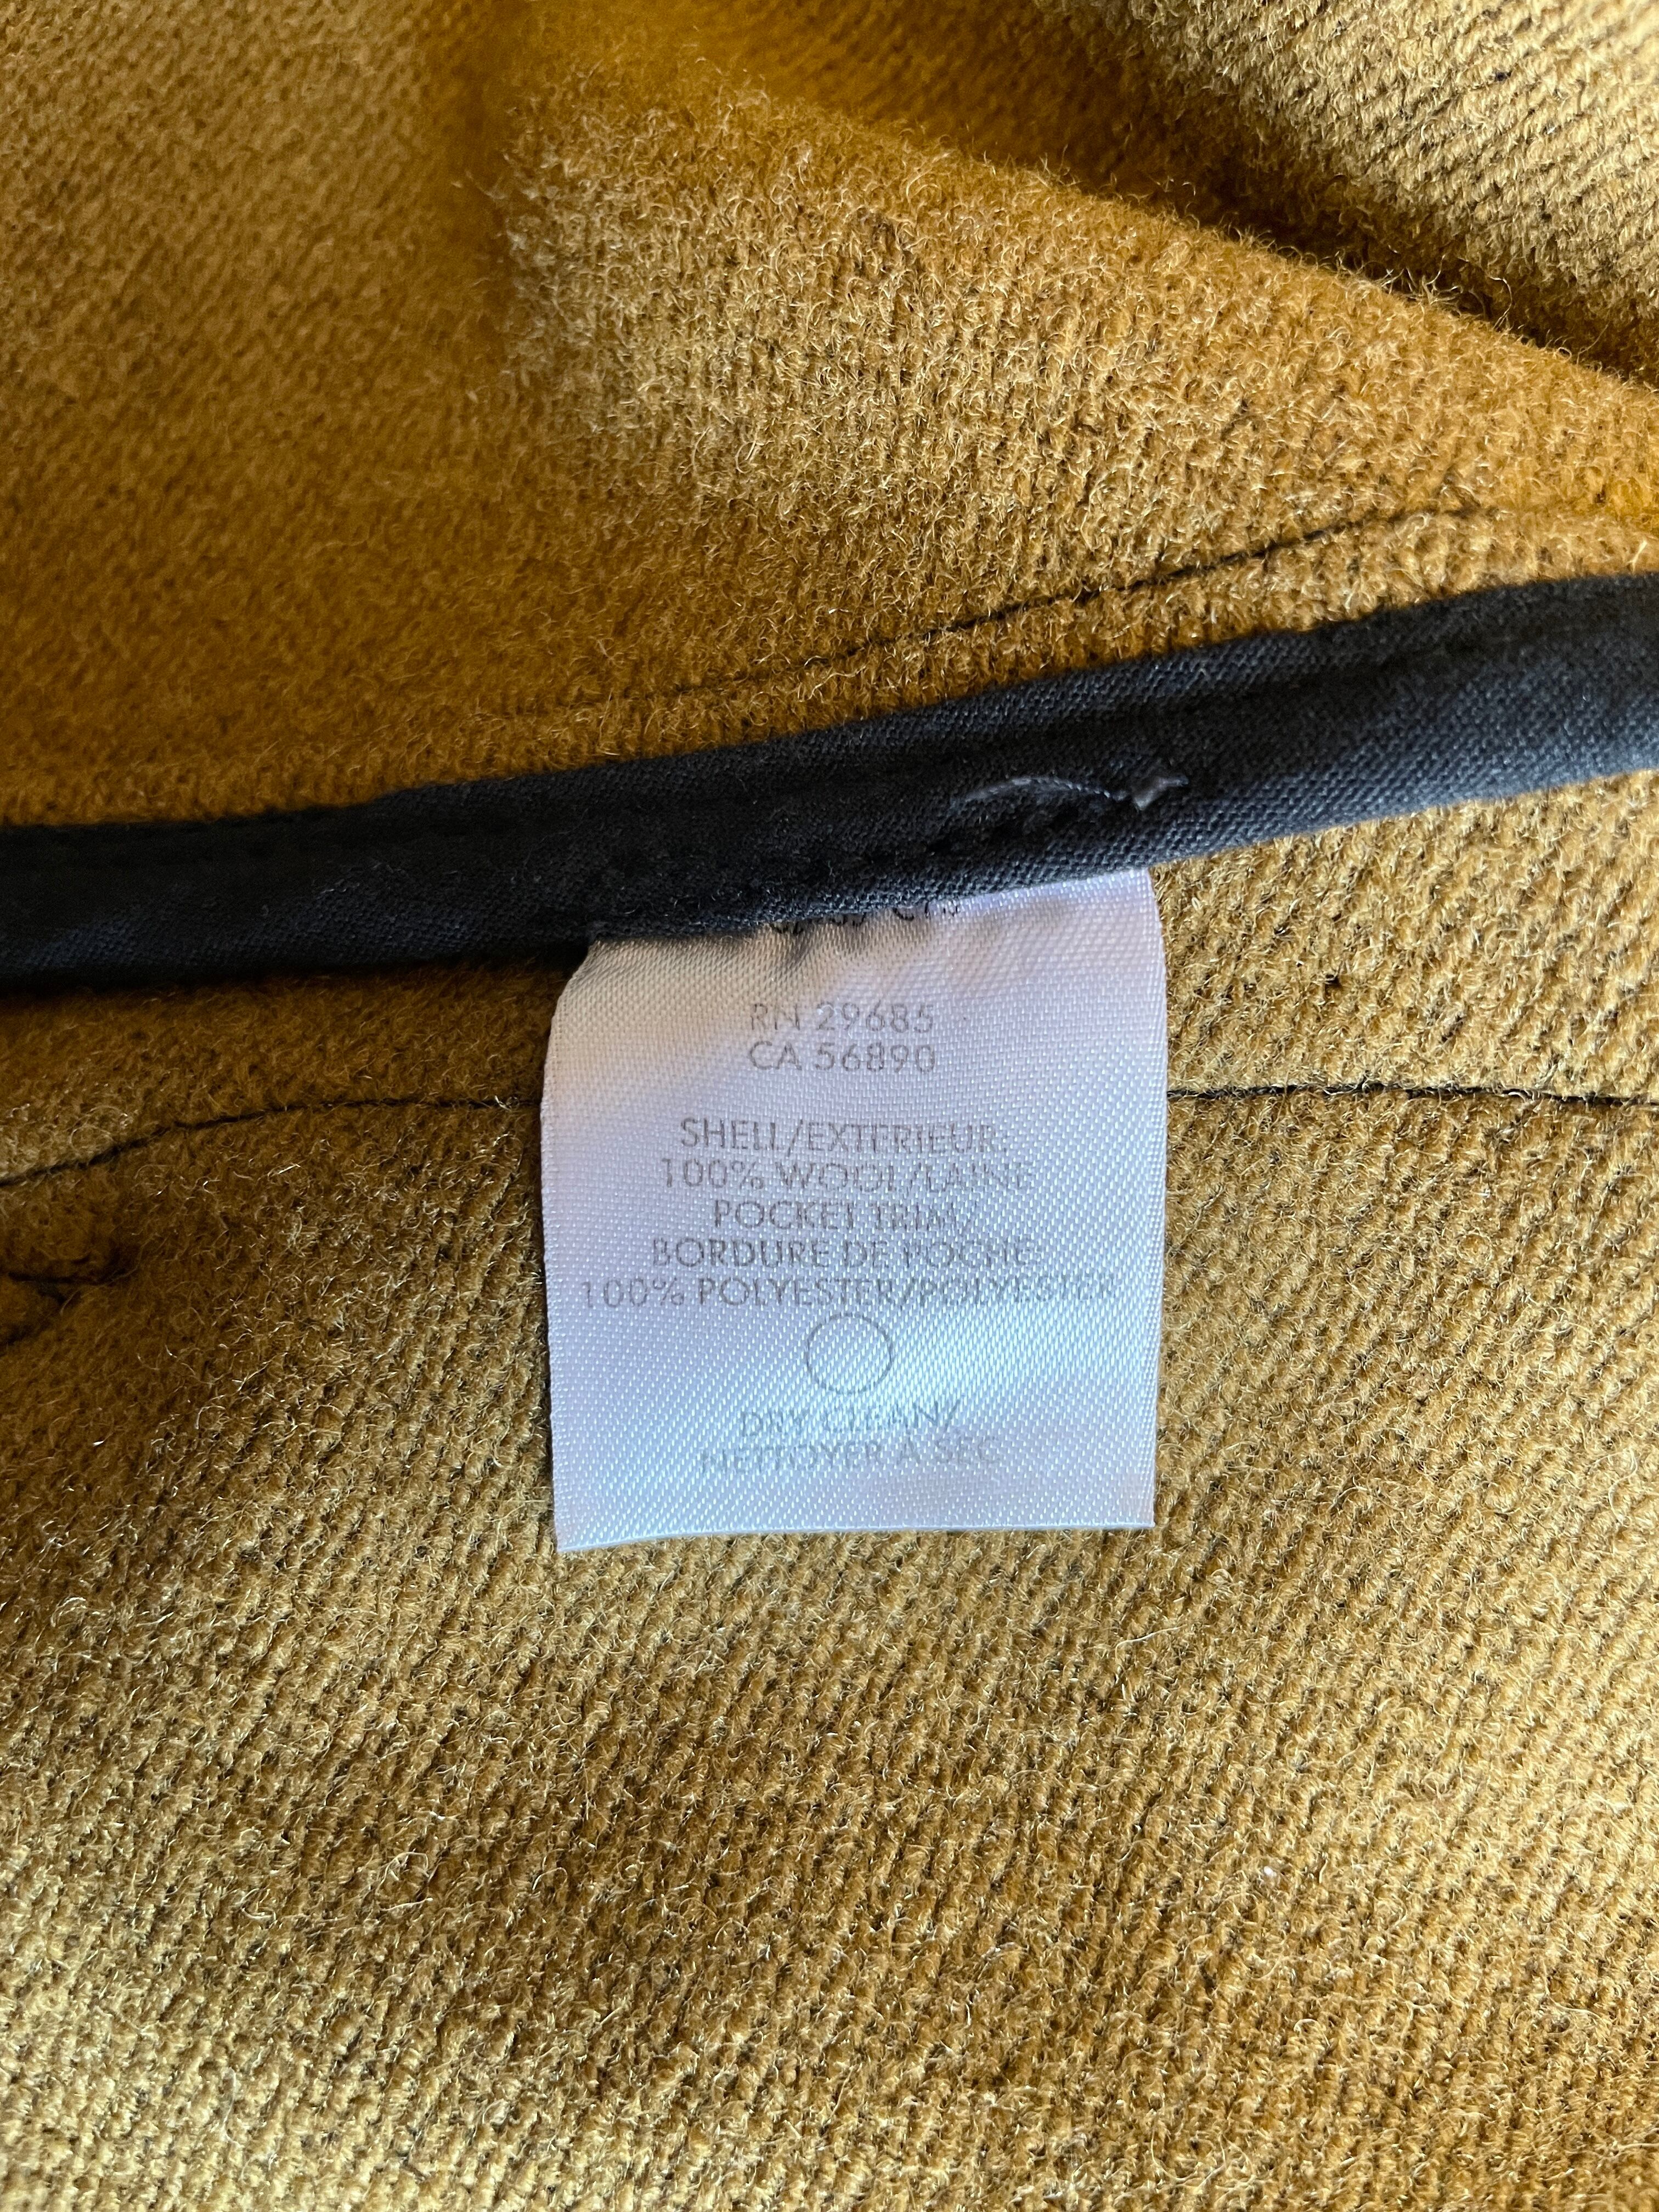 RN 29685
CA 56890
SHELL/EXTERIEUR:
100% WOOL/LAINE
POCKET TRIM/
BORDURE DE POCHE:
100% POLYESTER/POLYESTER
DRY CLEAN/
NETTOYER A SEC